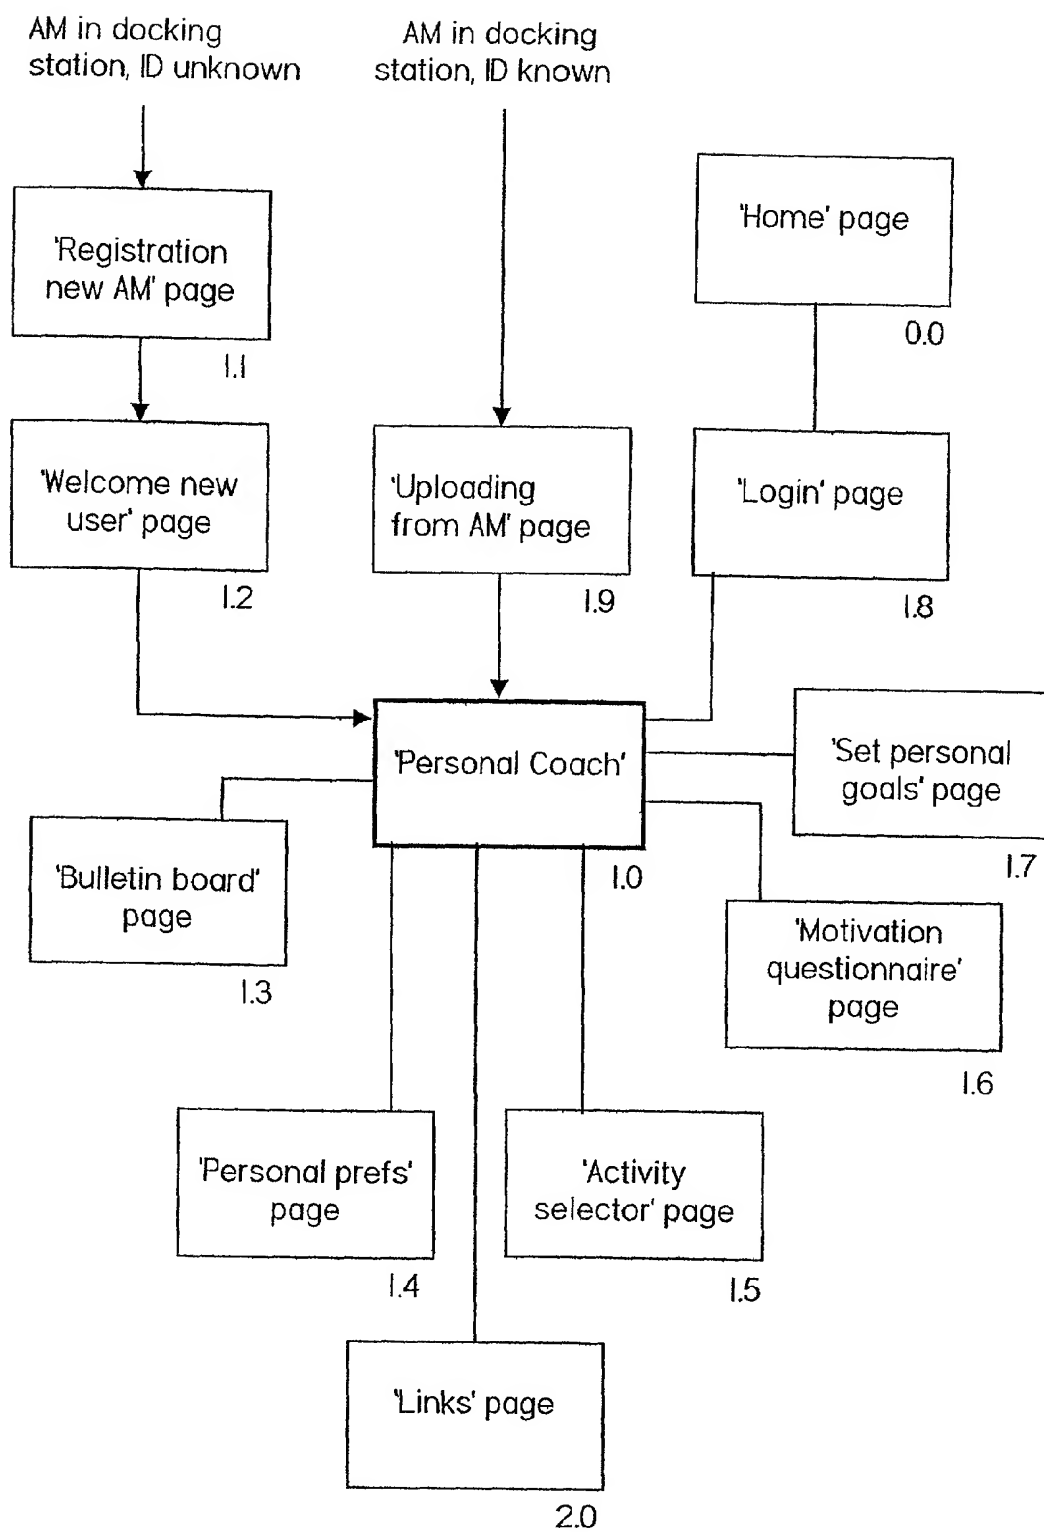 AM in docking
station, ID unknown
AM in docking
station, ID known
'Home' page
0.0
'Registration
new AM' page
1.1
'Welcome new
user' page
1.2
'Uploading
from AM' page
1.9
'Login' page
1.8
'Personal Coach'
1.0
'Set personal
goals' page
1.7
'Bulletin board'
page
1.3
'Motivation
questionnaire'
page
1.6
'Personal prefs'
page
1.4
'Activity
selector' page
1.5
'Links' page
2.0